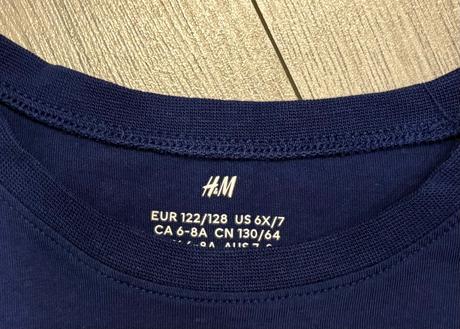 H&M
EUR 122/128 US 6X/7
CA 6-8A CN 130/64